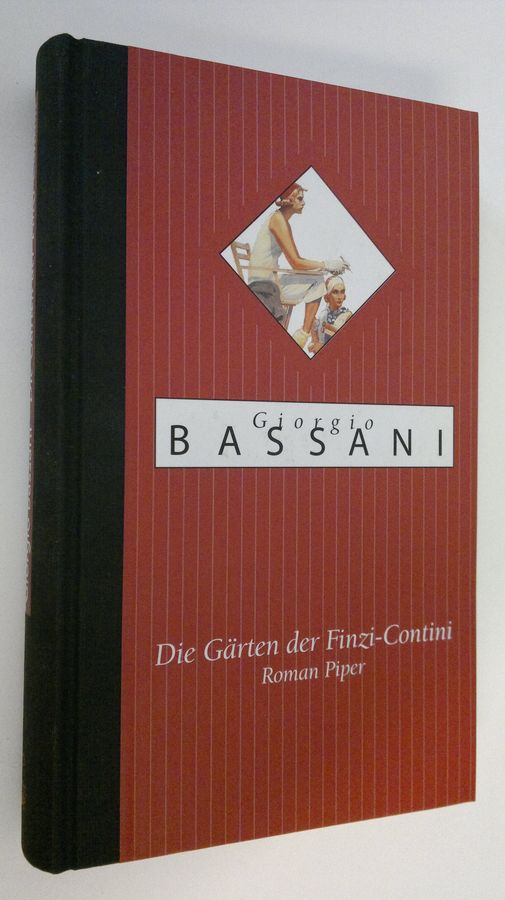 Giorgio
BASSANI
Die Gärten der Finzi-Contini
Roman Piper